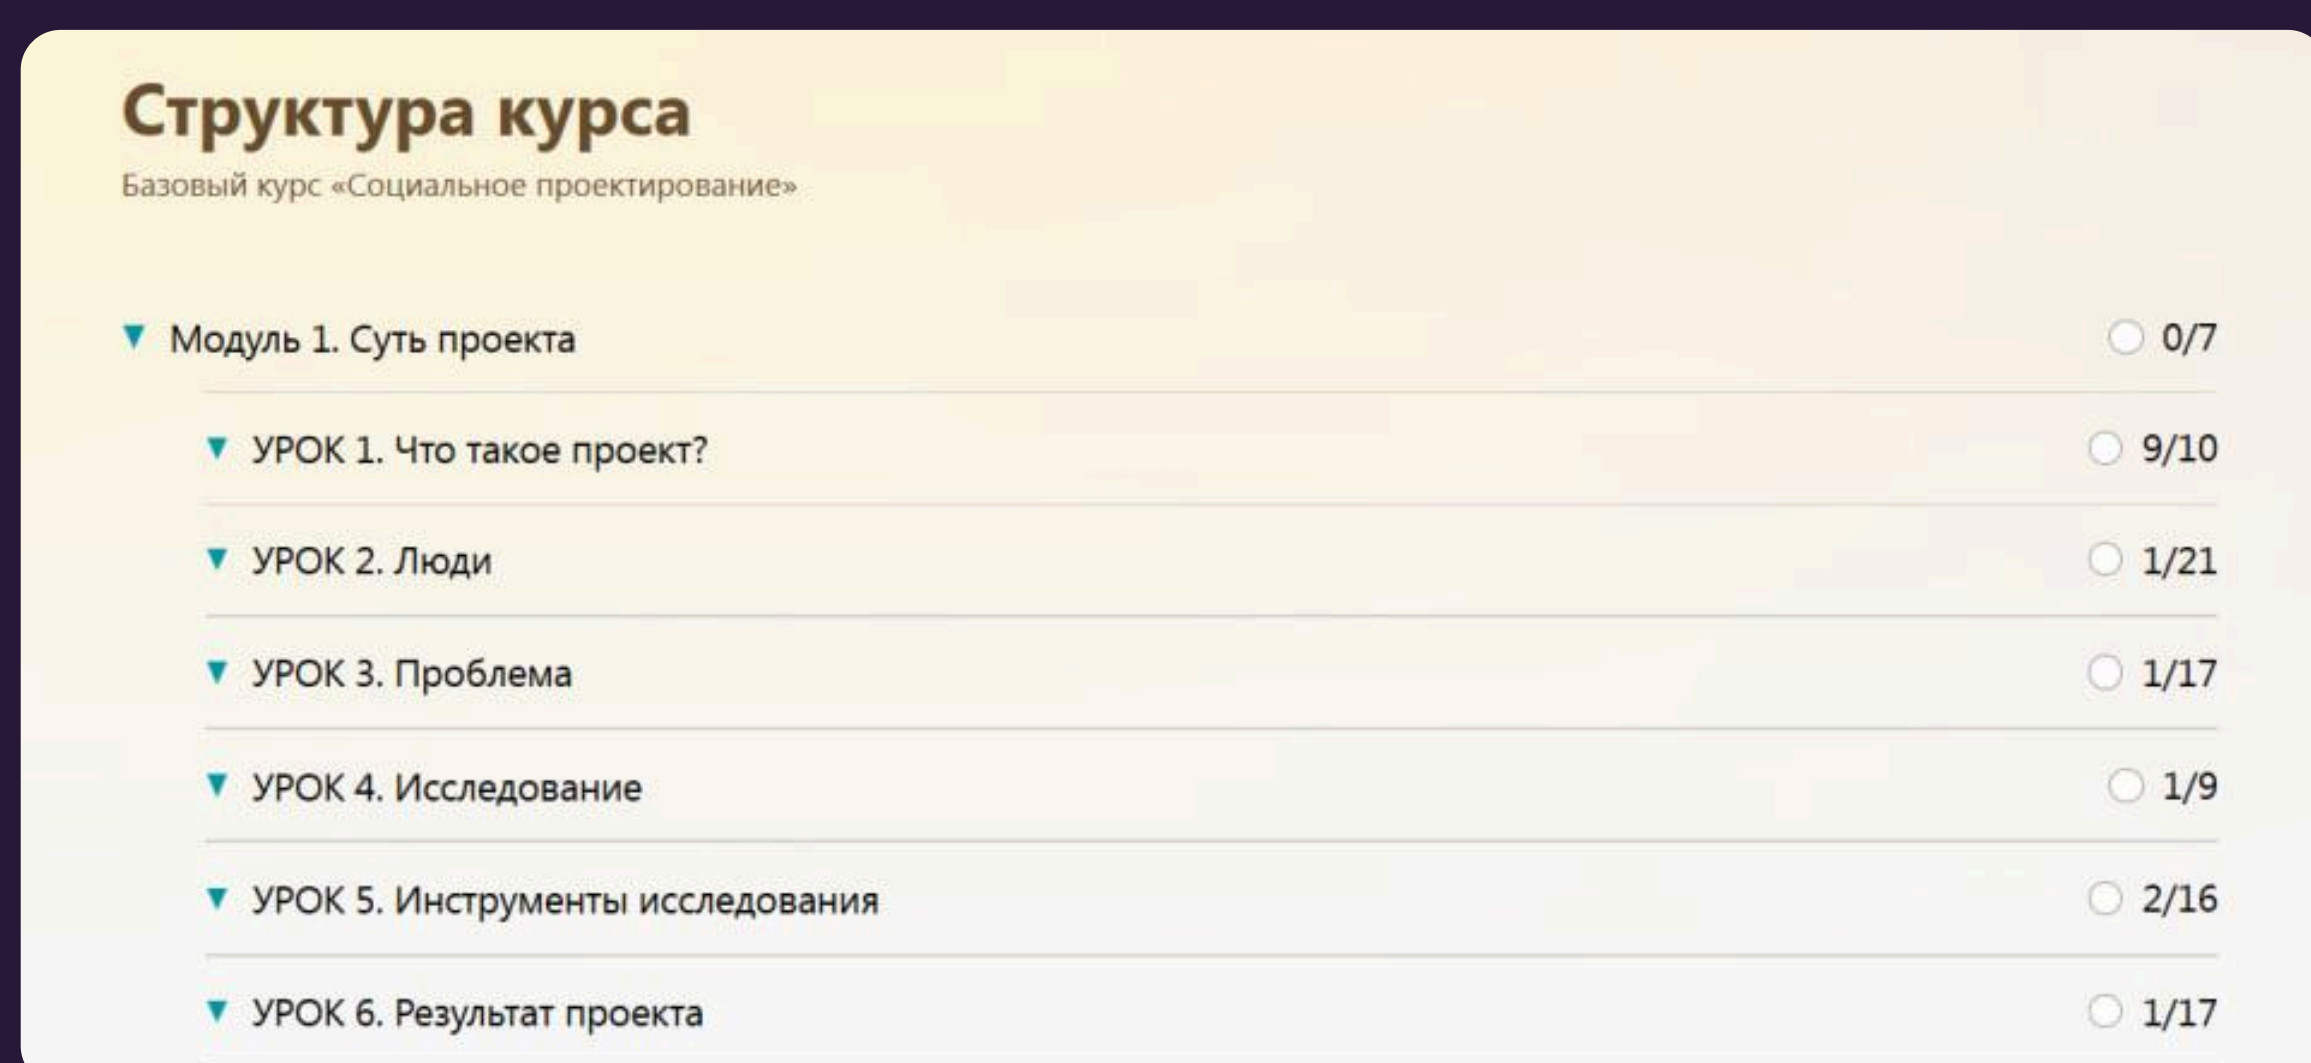 Структура курса
Базовый курс «Социальное проектирование»
Модуль 1. Суть проекта 0/7
УРОК 1. Что такое проект? 9/10
УРОК 2. Люди 1/21
УРОК 3. Проблема 1/17
УРОК 4. Исследование 1/9
УРОК 5. Инструменты исследования 2/16
УРОК 6. Результат проекта 1/17